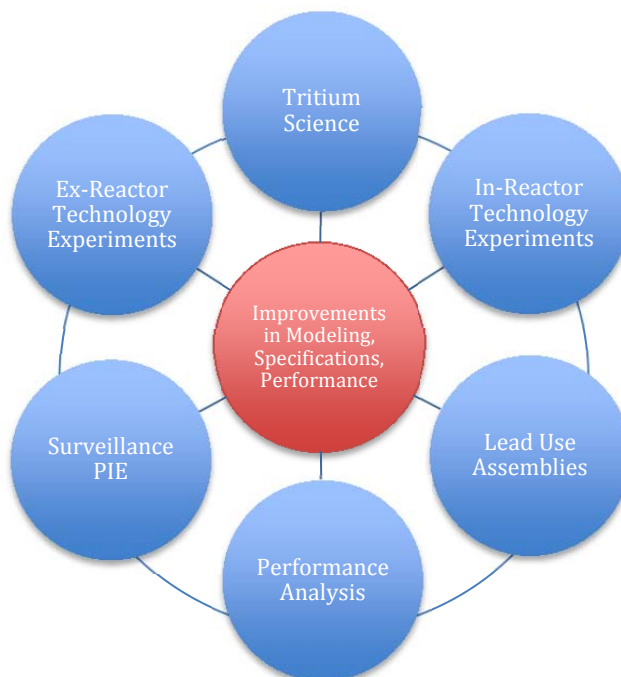 Tritium
Science
Ex-Reactor
Technology
Experiments
In-Reactor
Technology
Experiments
Improvements
in Modeling,
Specifications,
Performance
Surveillance
PIE
Lead Use
Assemblies
Performance
Analysis